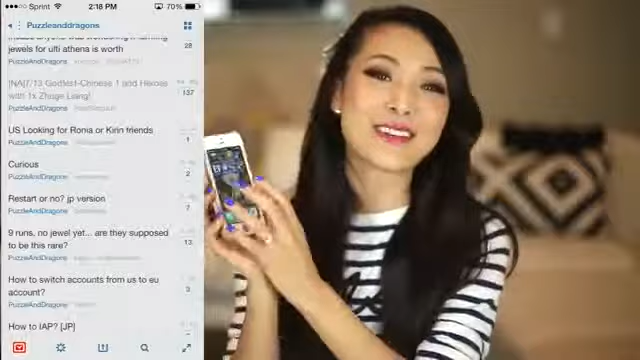 Sprint 2:18 PM 70%
Puzzleanddragons
jewels for ulti athena is worth
28
PuzzleAndDragons
[NA]7/13 Godfest-Chinese 1 and Heroes
with 1x Zhuge Liang!
137
PuzzleAndDragons
US Looking for Ronia or Kirin friends
PuzzleAndDragons
1
Curious
PuzzleAndDragons
2
Restart or no? jp version
PuzzleAndDragons
7
9 runs, no jewel yet... are they supposed
to be this rare?
13
PuzzleAndDragons
How to switch accounts from us to eu
account?
3
PuzzleAndDragons
How to IAP? [JP]